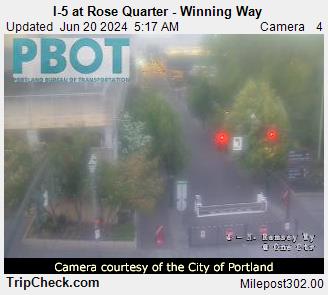 I-5 at Rose Quarter - Winning Way
Updated Jun 20 2024 5:17 AM Camera 4
PBOT
PORTLAND BUREAU OF TRANSPORTATION
Camera courtesy of the City of Portland
TripCheck.com Milepost302.00